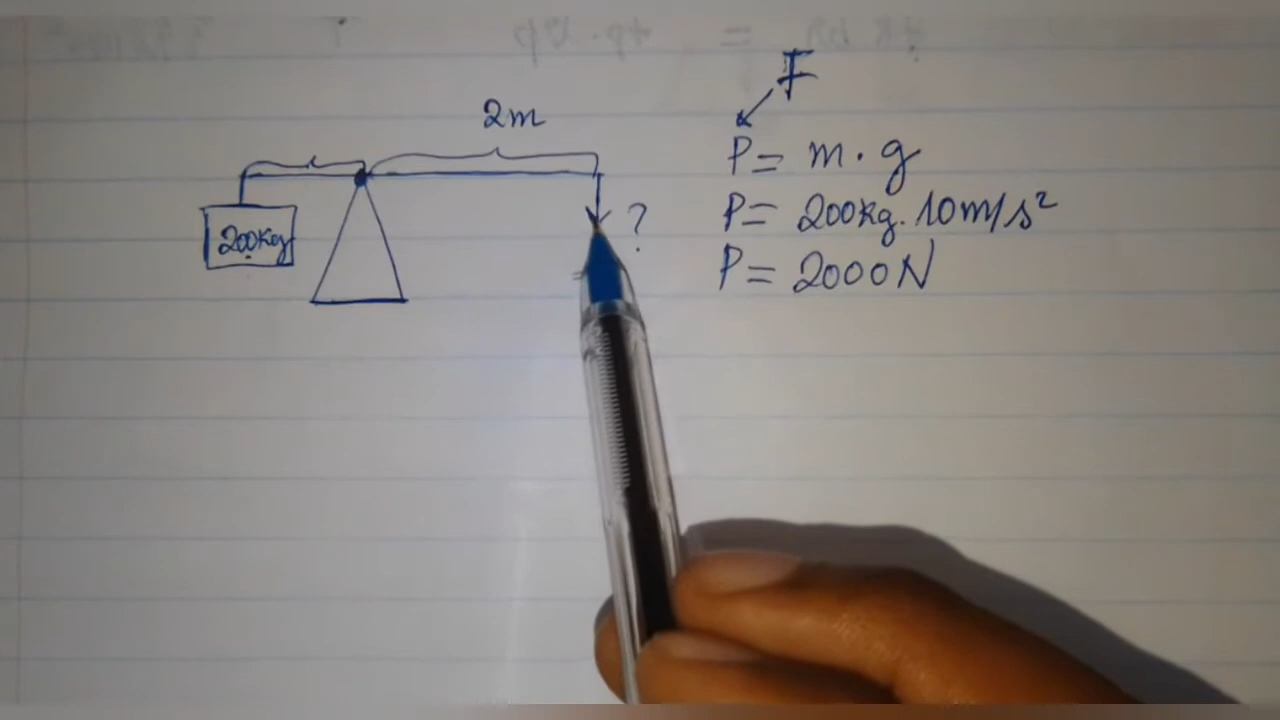 2m
200kg
?
F
P = m · g
P = 200kg. 10m/s²
P = 2000N